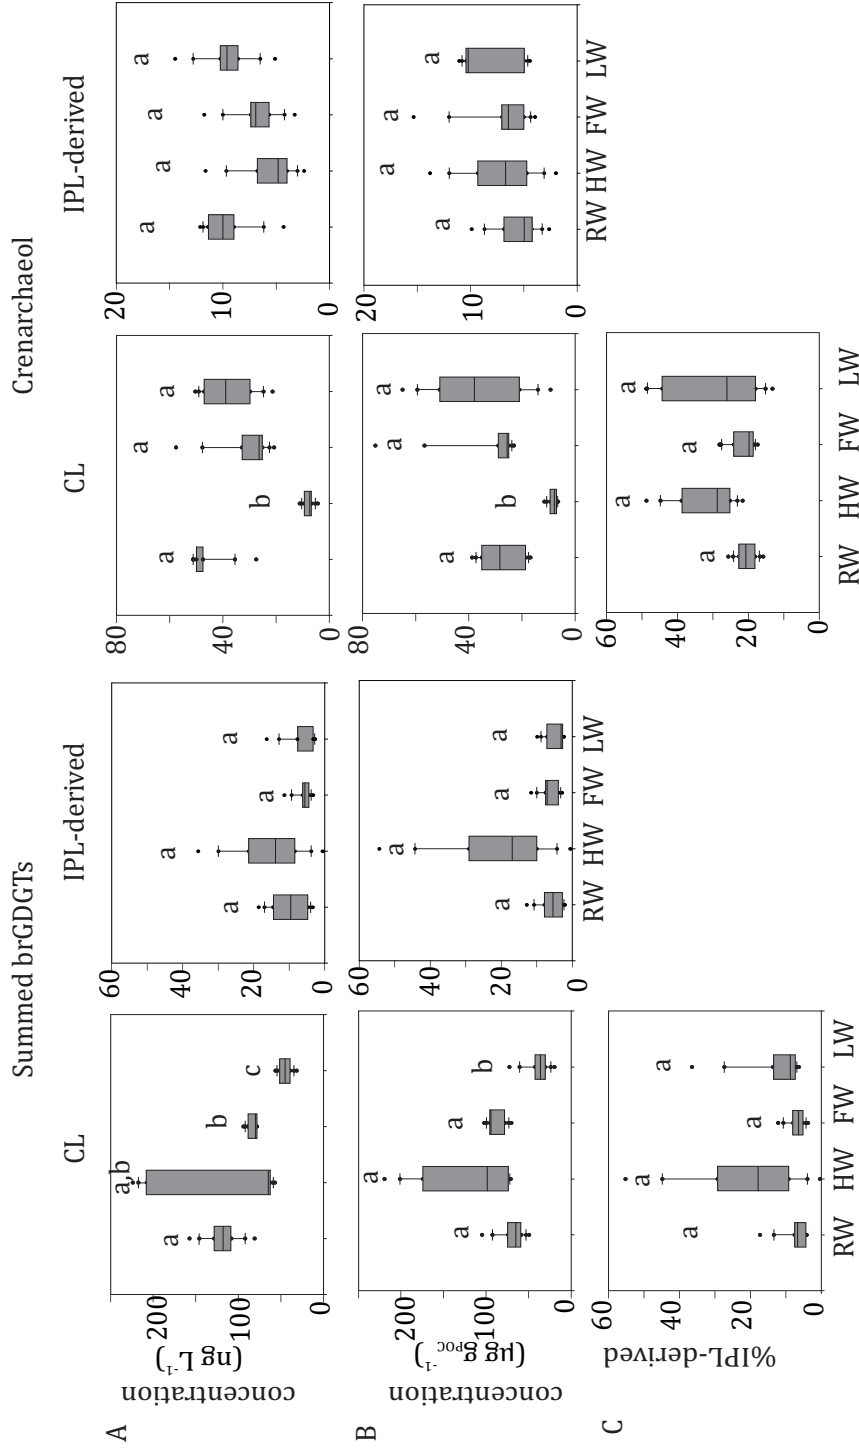 Summed brGDGTs
Crenarchaeol
CL
IPL-derived
CL
IPL-derived
A
concentration
(ng L⁻¹)
200
100
0
a
a,b
b
c
60
40
20
0
a
a
a
a
80
40
0
a
b
a
a
20
10
0
a
a
a
a
B
concentration
(µg gPOC⁻¹)
200
100
0
a
a
a
b
60
40
20
0
a
a
a
a
RW HW FW LW
80
40
0
a
b
a
a
20
10
0
a
a
a
a
RW HW FW LW
C
%IPL-derived
60
40
20
0
a
a
a
a
RW HW FW LW
60
40
20
0
a
a
a
a
RW HW FW LW